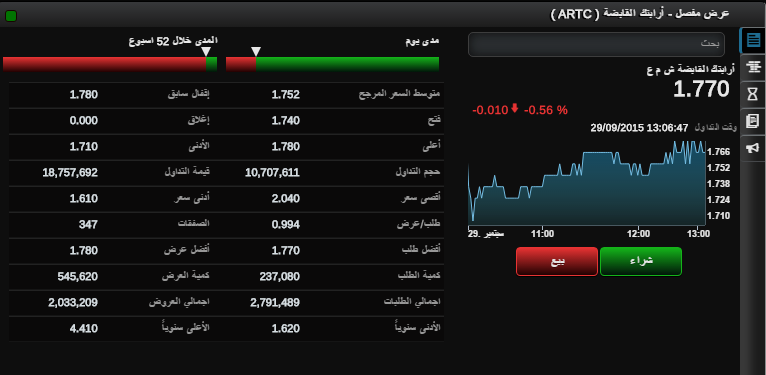 عرض مفصل - أرابتك القابضة ( ARTC )
بحث
أرابتك القابضة ش م ع
1.770
-0.010 -0.56 %
وقت التداول 29/09/2015 13:06:47
1.766
1.752
1.738
1.724
1.710
29. سبتمبر 11:00 12:00 13:00
شراء بيع
مدى يوم المدى خلال 52 اسبوع
متوسط السعر المرجح 1.752 إقفال سابق 1.780
فتح 1.740 إغلاق 0.000
أعلى 1.780 الأدنى 1.710
حجم التداول 10,707,611 قيمة التداول 18,757,692
أقصى سعر 2.040 أدنى سعر 1.610
طلب/عرض 0.994 الصفقات 347
أفضل طلب 1.770 أفضل عرض 1.780
كمية الطلب 237,080 كمية العرض 545,620
اجمالي الطلبات 2,791,489 اجمالي العروض 2,033,209
الأدنى سنوياً 1.620 الأعلى سنوياً 4.410